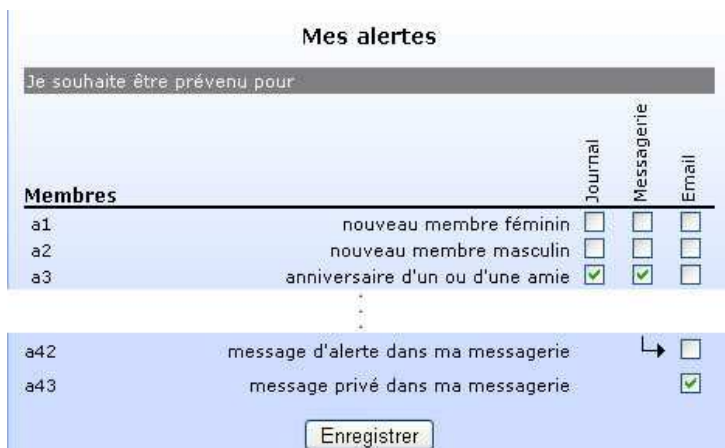 Mes alertes
Je souhaite être prévenu pour
Membres Journal Messagerie Email
a1 nouveau membre féminin
a2 nouveau membre masculin
a3 anniversaire d'un ou d'une amie
a42 message d'alerte dans ma messagerie
a43 message privé dans ma messagerie
Enregistrer